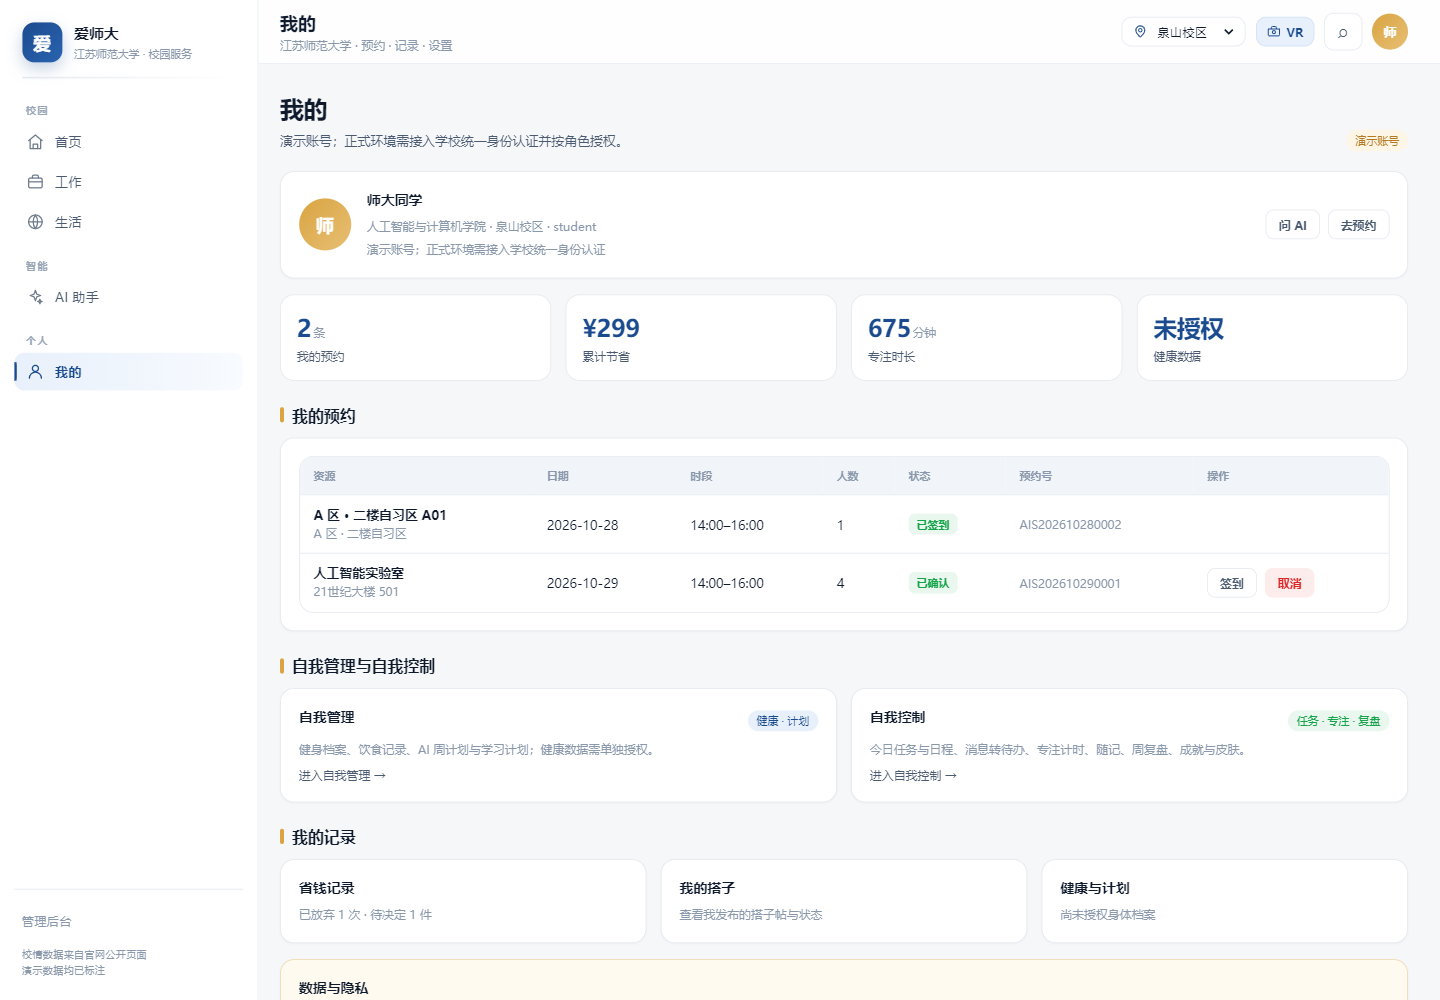 爱
爱师大
江苏师范大学 · 校园服务
校园
首页
工作
生活
智能
AI 助手
个人
我的
管理后台
校情数据来自官网公开页面
演示数据均已标注
我的
江苏师范大学 · 预约 · 记录 · 设置
泉山校区
VR
师
我的
演示账号；正式环境需接入学校统一身份认证并按角色授权。
演示账号
师
师大同学
人工智能与计算机学院 · 泉山校区 · student
演示账号；正式环境需接入学校统一身份认证
问 AI
去预约
2 条
我的预约
¥299
累计节省
675 分钟
专注时长
未授权
健康数据
我的预约
资源 日期 时段 人数 状态 预约号 操作
A 区 • 二楼自习区 A01
A 区 · 二楼自习区
2026-10-28 14:00–16:00 1 已签到 AIS202610280002
人工智能实验室
21世纪大楼 501
2026-10-29 14:00–16:00 4 已确认 AIS202610290001 签到 取消
自我管理与自我控制
自我管理
健康 · 计划
健身档案、饮食记录、AI 周计划与学习计划；健康数据需单独授权。
进入自我管理 →
自我控制
任务 · 专注 · 复盘
今日任务与日程、消息转待办、专注计时、随记、周复盘、成就与皮肤。
进入自我控制 →
我的记录
省钱记录
已放弃 1 次 · 待决定 1 件
我的搭子
查看我发布的搭子帖与状态
健康与计划
尚未授权身体档案
数据与隐私